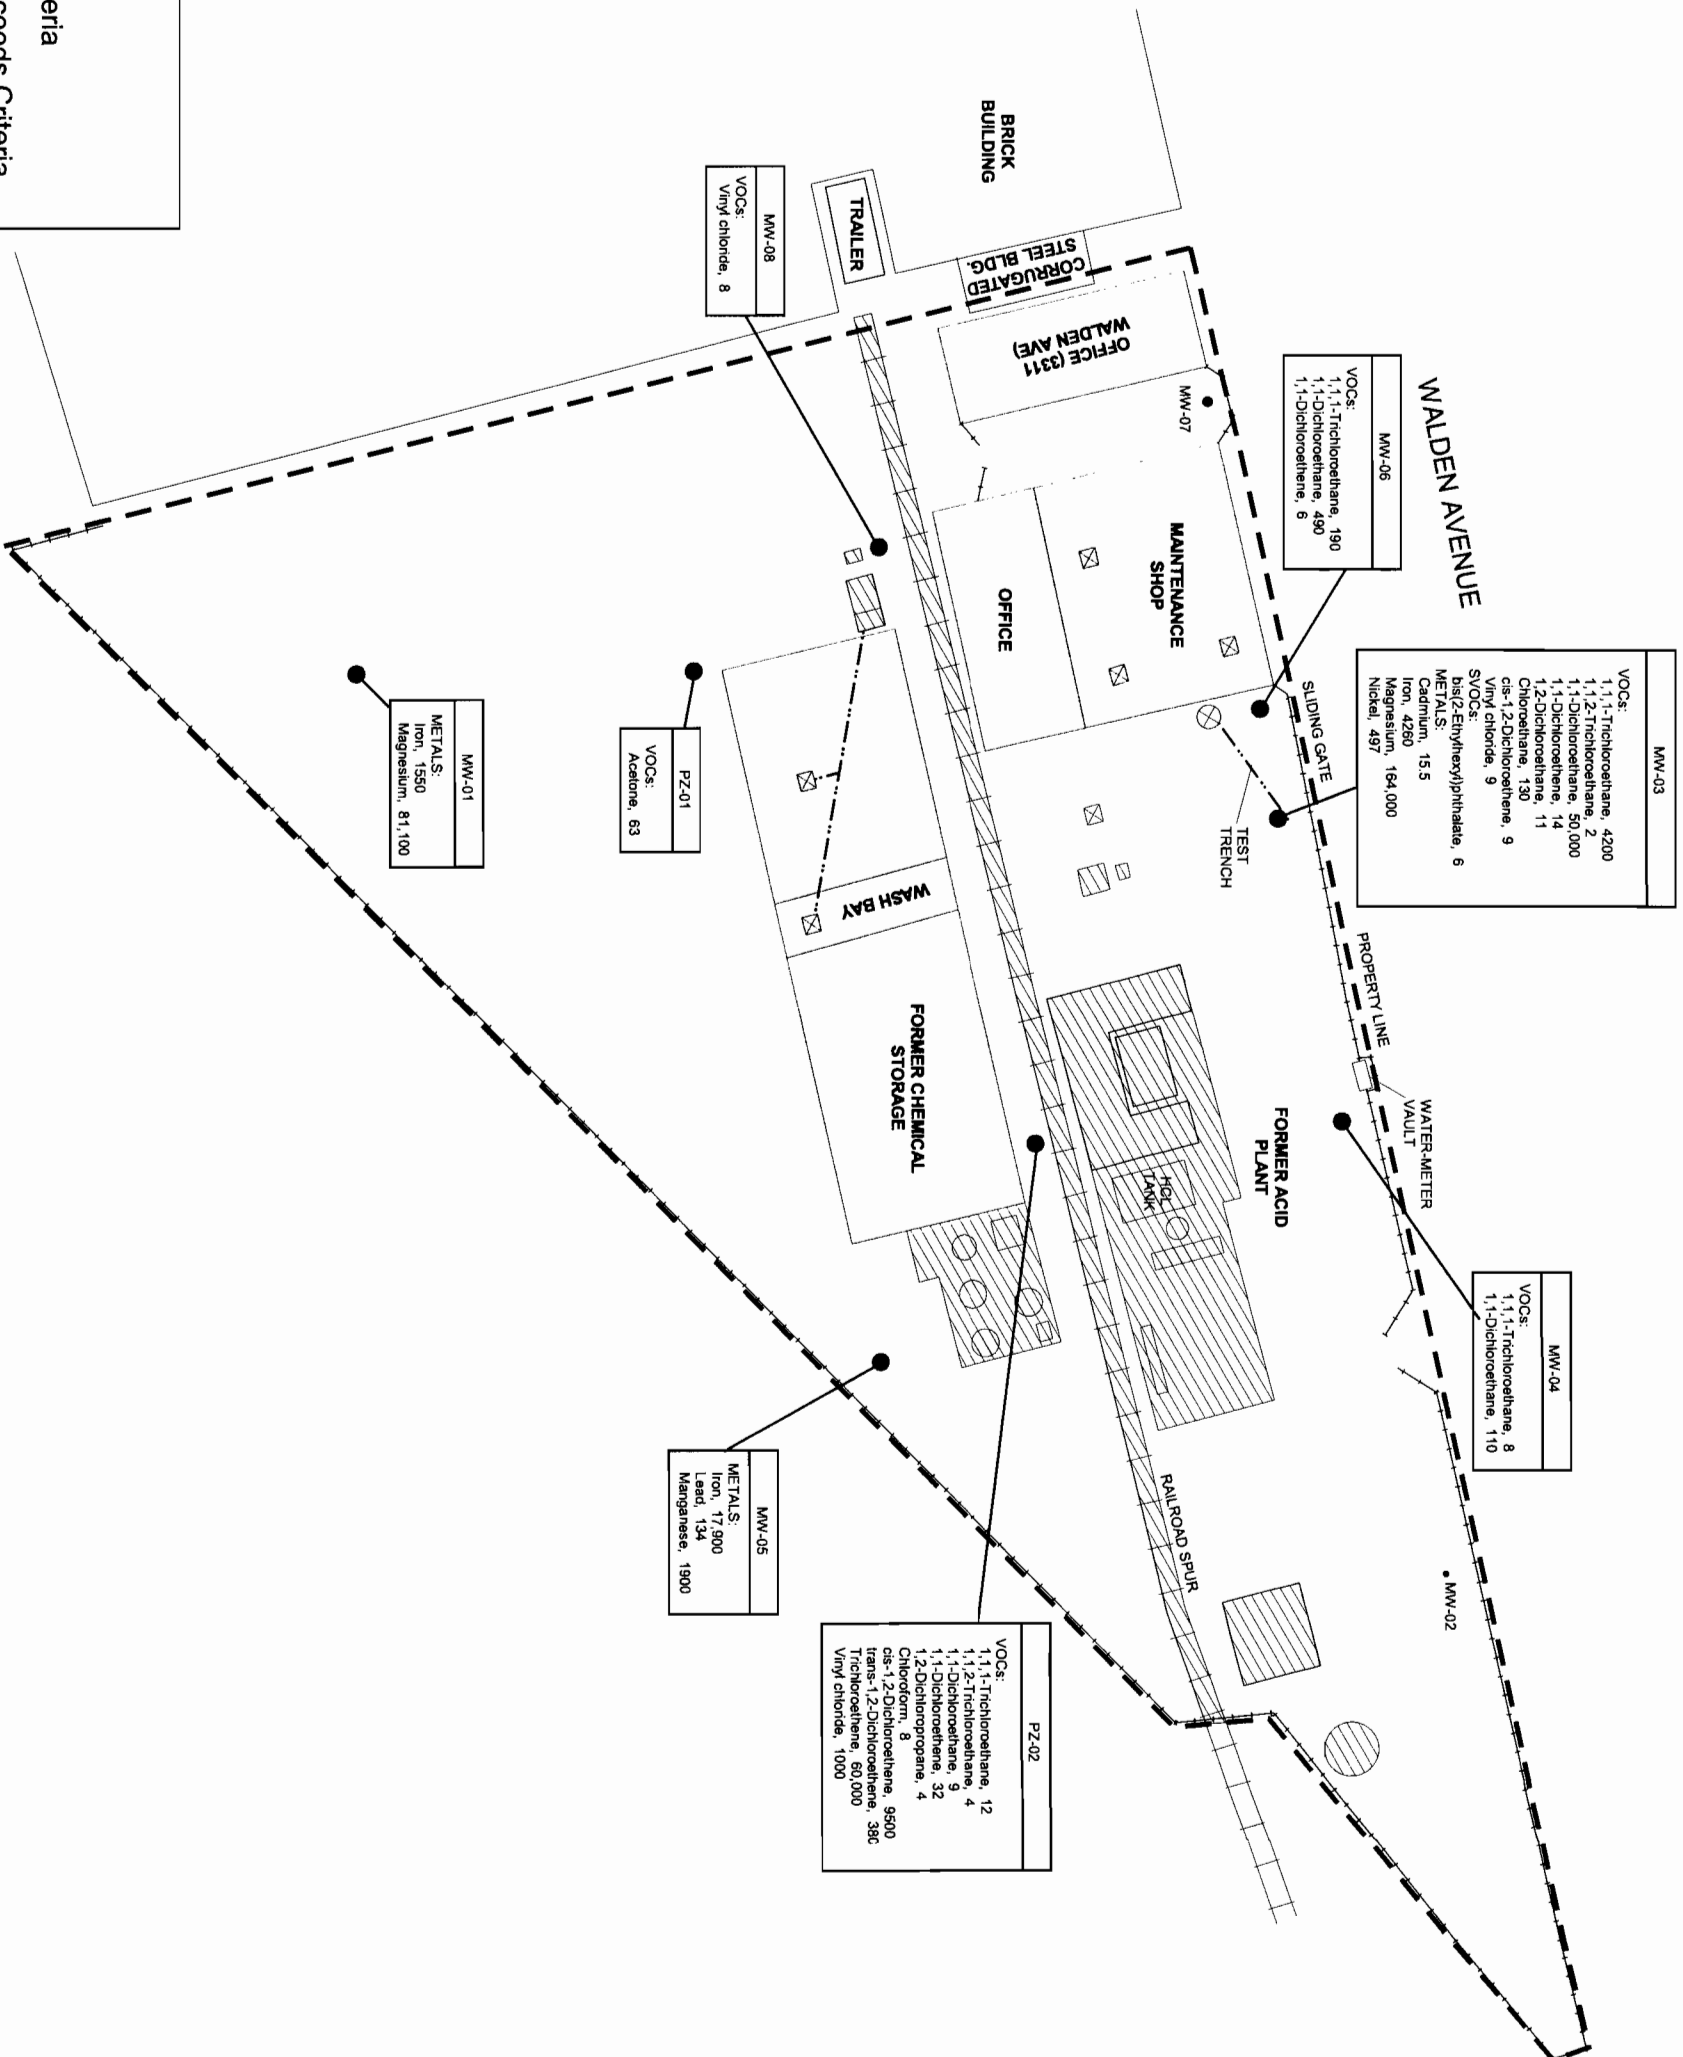 WALDEN AVENUE
MW-03
VOCs:
1,1,1-Trichloroethane, 4200
1,1,2-Trichloroethane, 2
1,1-Dichloroethane, 50,000
1,1-Dichloroethene, 14
1,2-Dichloroethane, 11
Chloroethane, 130
cis-1,2-Dichloroethene, 9
Vinyl chloride, 9
SVOCs:
bis(2-Ethylhexyl)phthalate, 6
METALS:
Cadmium, 15.5
Iron, 4260
Magnesium, 164,000
Nickel, 497
MW-06
VOCs:
1,1,1-Trichloroethane, 190
1,1-Dichloroethane, 490
1,1-Dichloroethene, 6
MW-04
VOCs:
1,1,1-Trichloroethane, 8
1,1-Dichloroethane, 110
MW-02
SLIDING GATE
PROPERTY LINE
WATER-METER
VAULT
TEST
TRENCH
MW-07
BRICK
BUILDING
CORRUGATED
STEEL BLDG.
OFFICE (3311
WALDEN AVE)
MAINTENANCE
SHOP
OFFICE
FORMER ACID
PLANT
HCL
TANK
RAILROAD SPUR
TRAILER
WASH BAY
FORMER CHEMICAL
STORAGE
MW-08
VOCs:
Vinyl chloride, 8
PZ-01
VOCs:
Acetone, 63
MW-01
METALS:
Iron, 1550
Magnesium, 81,100
MW-05
METALS:
Iron, 17,900
Lead, 134
Manganese, 1900
PZ-02
VOCs:
1,1,1-Trichloroethane, 12
1,1,2-Trichloroethane, 4
1,1-Dichloroethane, 9
1,1-Dichloroethene, 32
1,2-Dichloropropane, 4
Chloroform, 8
cis-1,2-Dichloroethene, 9500
trans-1,2-Dichloroethene, 380
Trichloroethene, 60,000
Vinyl chloride, 1000
eria
Criteria